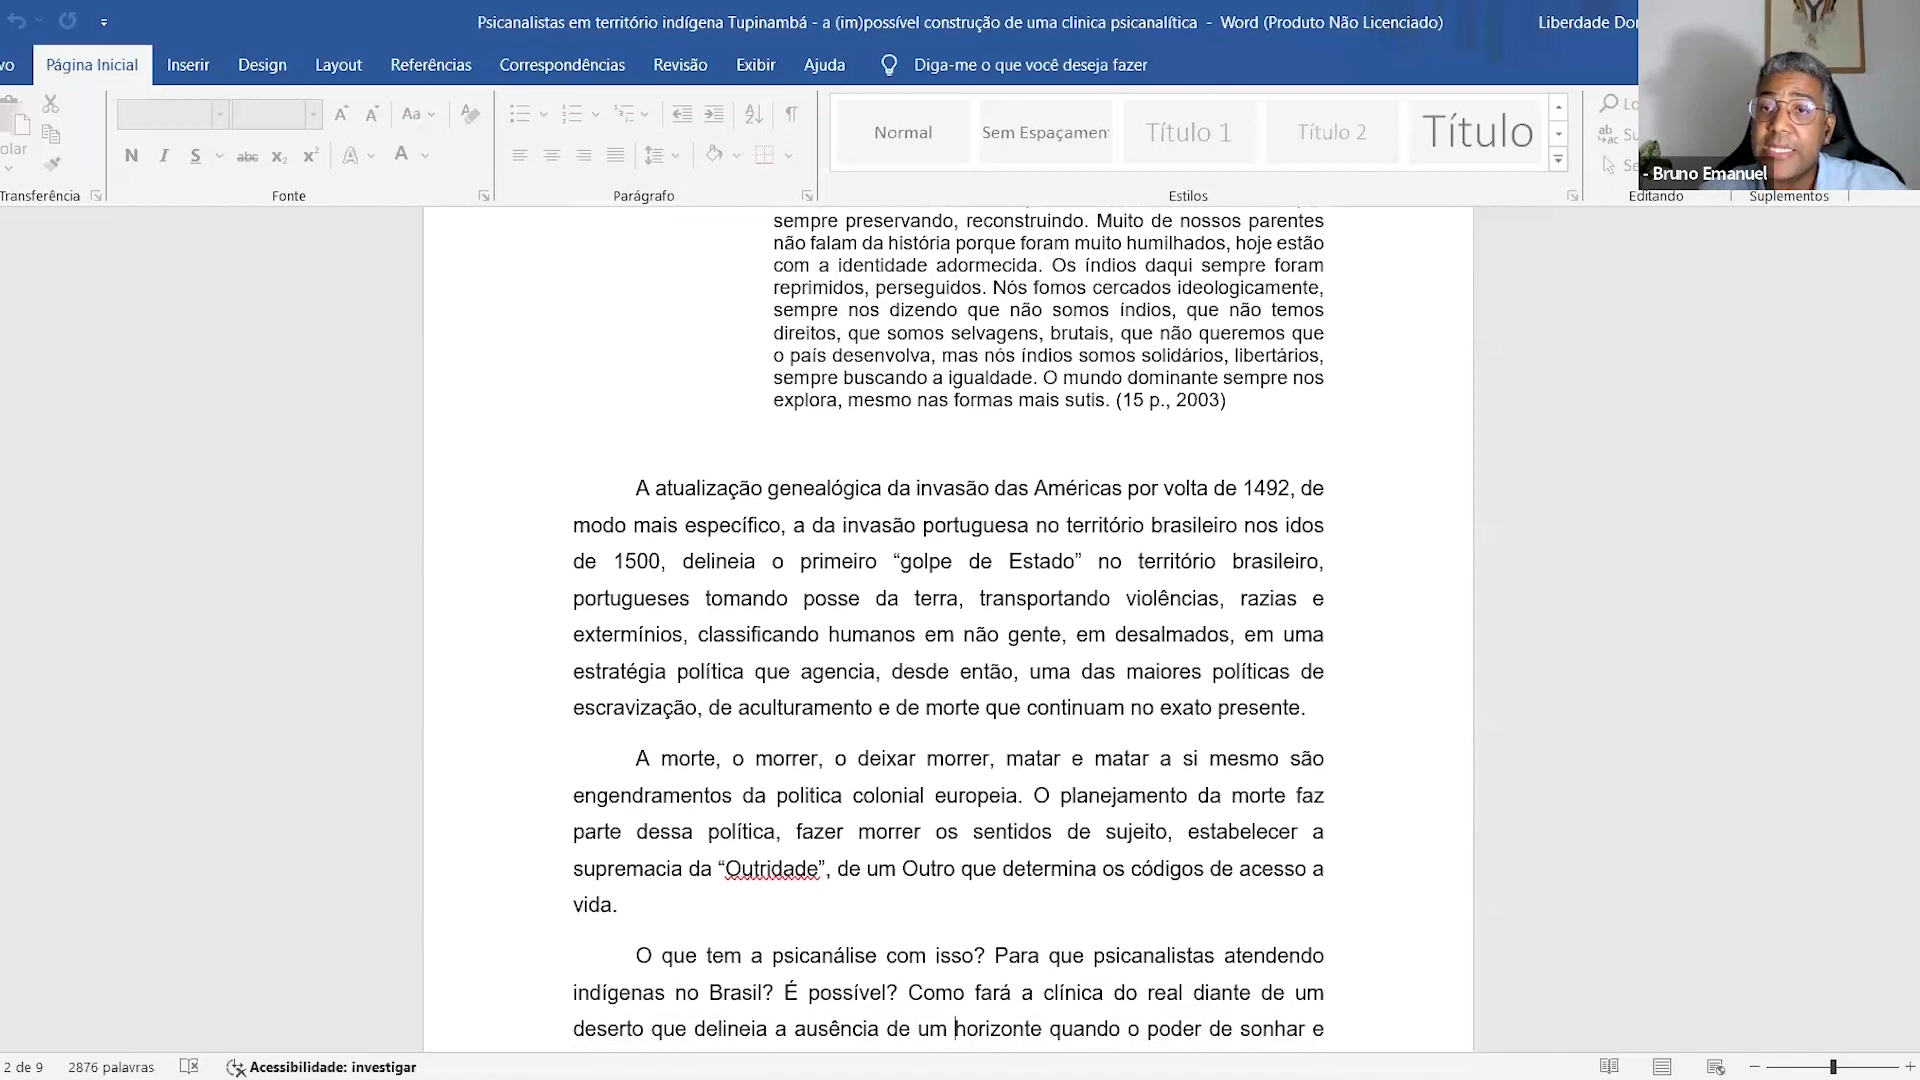 Psicanalistas em território indígena Tupinambá - a (im)possível construção de uma clinica psicanalítica - Word (Produto Não Licenciado)
Liberdade
vo Página Inicial Inserir Design Layout Referências Correspondências Revisão Exibir Ajuda Diga-me o que você deseja fazer
Normal Sem Espaçamen Título 1 Título 2 Título
Aa
olar
N I S abc x₂ x² A A
- Bruno Emanuel
Transferência Fonte Parágrafo Estilos Editando Suplementos
sempre preservando, reconstruindo. Muito de nossos parentes
não falam da história porque foram muito humilhados, hoje estão
com a identidade adormecida. Os índios daqui sempre foram
reprimidos, perseguidos. Nós fomos cercados ideologicamente,
sempre nos dizendo que não somos índios, que não temos
direitos, que somos selvagens, brutais, que não queremos que
o país desenvolva, mas nós índios somos solidários, libertários,
sempre buscando a igualdade. O mundo dominante sempre nos
explora, mesmo nas formas mais sutis. (15 p., 2003)
A atualização genealógica da invasão das Américas por volta de 1492, de
modo mais específico, a da invasão portuguesa no território brasileiro nos idos
de 1500, delineia o primeiro “golpe de Estado” no território brasileiro,
portugueses tomando posse da terra, transportando violências, razias e
extermínios, classificando humanos em não gente, em desalmados, em uma
estratégia política que agencia, desde então, uma das maiores políticas de
escravização, de aculturamento e de morte que continuam no exato presente.
A morte, o morrer, o deixar morrer, matar e matar a si mesmo são
engendramentos da politica colonial europeia. O planejamento da morte faz
parte dessa política, fazer morrer os sentidos de sujeito, estabelecer a
supremacia da “Outridade”, de um Outro que determina os códigos de acesso a
vida.
O que tem a psicanálise com isso? Para que psicanalistas atendendo
indígenas no Brasil? É possível? Como fará a clínica do real diante de um
deserto que delineia a ausência de um horizonte quando o poder de sonhar e
2 de 9 2876 palavras Acessibilidade: investigar